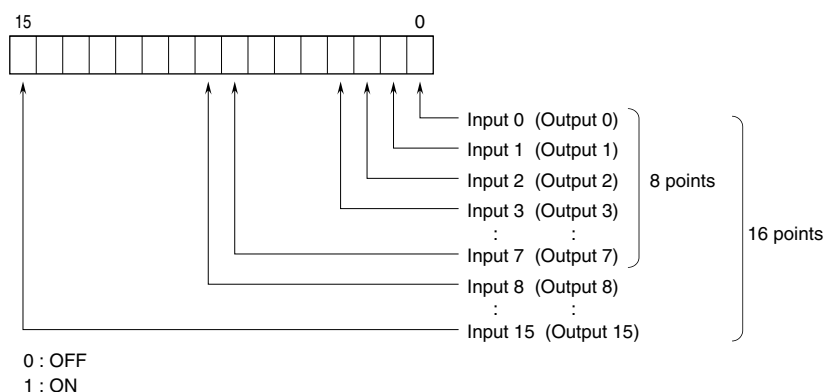 15 0
Input 0 (Output 0)
Input 1 (Output 1)
Input 2 (Output 2)
8 points
Input 3 (Output 3)
: :
16 points
Input 7 (Output 7)
Input 8 (Output 8)
: :
Input 15 (Output 15)
0 : OFF
1 : ON